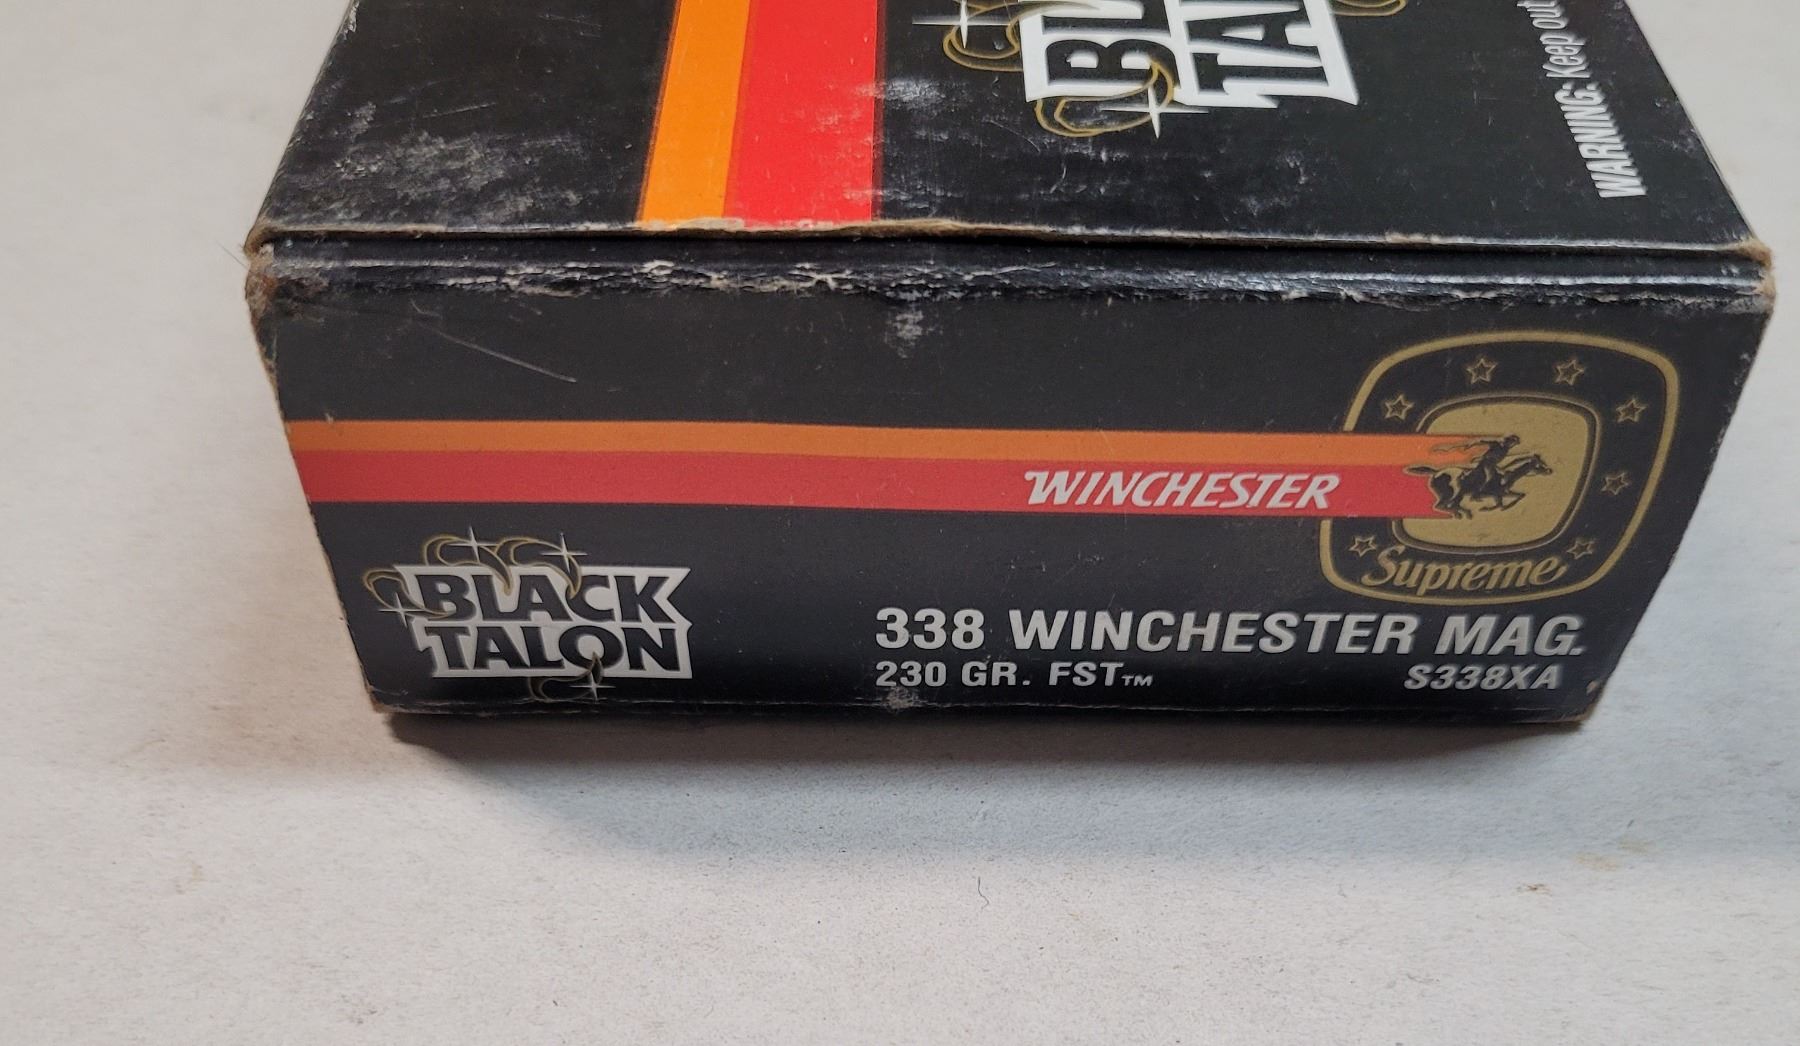 WARNING: Keep out
WINCHESTER
Supreme
BLACK
TALON
338 WINCHESTER MAG.
230 GR. FST™
S338XA